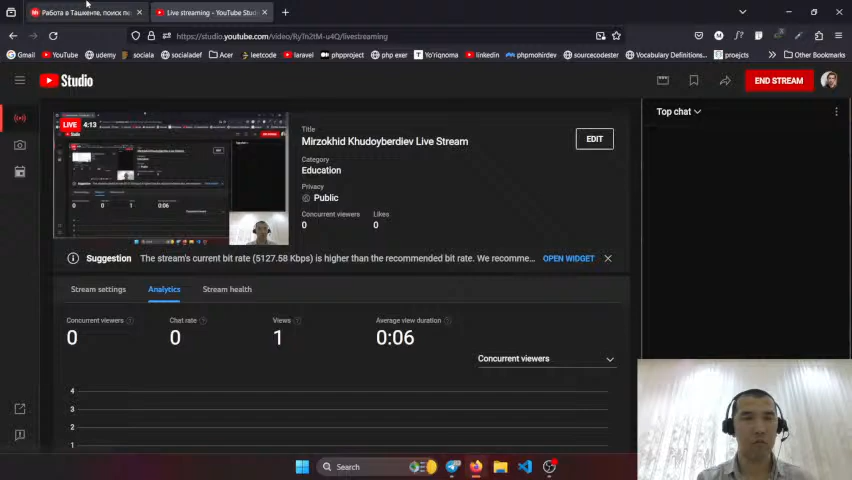 Работа в Ташкенте, поиск пе
Live streaming - YouTube Stud
https://studio.youtube.com/video/RyTn2tM-u4Q/livestreaming
Gmail YouTube udemy sociala socialadef leetcode laravel phpproject php exer Yo'riqnoma linkedin phpmohirdev sourcecodester Vocabulary Definitions... proejcts Other Bookmarks
Studio
END STREAM
LIVE 4:13
Title
Mirzokhid Khudoyberdiev Live Stream
EDIT
Category
Education
Privacy
Public
Concurrent viewers Likes
0 0
Top chat
Suggestion The stream's current bit rate (5127.58 Kbps) is higher than the recommended bit rate. We recomme... OPEN WIDGET
Stream settings Analytics Stream health
Concurrent viewers Chat rate Views Average view duration
0 0 1 0:06
Concurrent viewers
4
3
2
1
Search